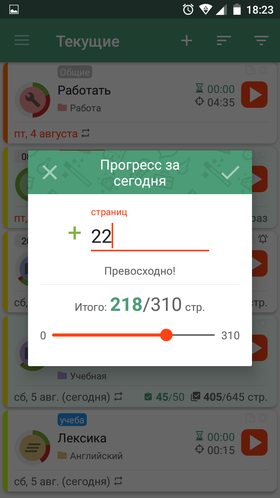 18:23
Текущие
Общие
Работать
Работа
00:00
04:35
пт, 4 августа
Прогресс за
сегодня
страниц
+ 22
Превосходно!
Итого: 218/310 стр.
0 310
Учебная
сб, 5 авг. (сегодня) 45/50 405/645 стр.
учеба
Лексика
Английский
00:00
00:15
сб, 5 авг. (сегодня)